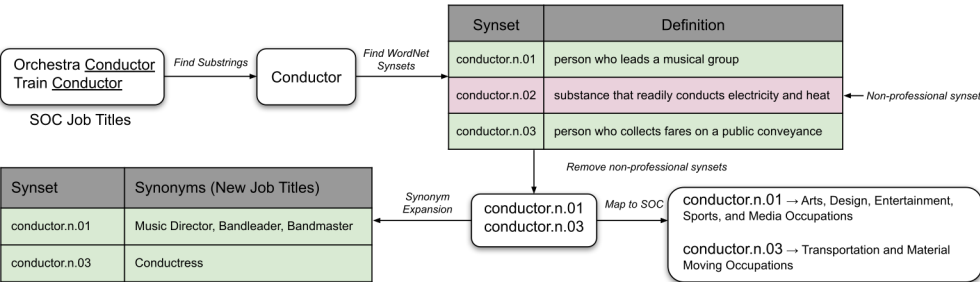 Orchestra Conductor
Train Conductor
SOC Job Titles
Find Substrings
Conductor
Find WordNet
Synsets
Synset Definition
conductor.n.01 person who leads a musical group
conductor.n.02 substance that readily conducts electricity and heat
conductor.n.03 person who collects fares on a public conveyance
Non-professional synset
Remove non-professional synsets
conductor.n.01
conductor.n.03
Synonym
Expansion
Synset Synonyms (New Job Titles)
conductor.n.01 Music Director, Bandleader, Bandmaster
conductor.n.03 Conductress
Map to SOC
conductor.n.01 → Arts, Design, Entertainment,
Sports, and Media Occupations
conductor.n.03 → Transportation and Material
Moving Occupations